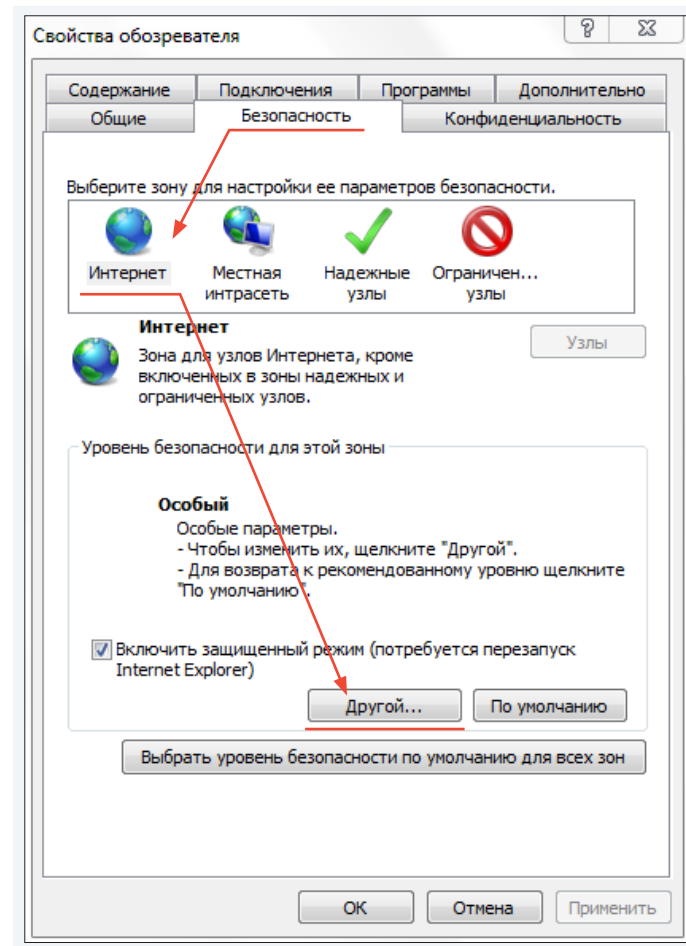 Свойства обозревателя
Содержание Подключения Программы Дополнительно
Общие Безопасность Конфиденциальность
Выберите зону для настройки ее параметров безопасности.
Интернет Местная Надежные Ограничен...
интрасеть узлы узлы
Интернет
Узлы
Зона для узлов Интернета, кроме
включенных в зоны надежных и
ограниченных узлов.
Уровень безопасности для этой зоны
Особый
Особые параметры.
- Чтобы изменить их, щелкните "Другой".
- Для возврата к рекомендованному уровню щелкните
"По умолчанию".
Включить защищенный режим (потребуется перезапуск
Internet Explorer)
Другой... По умолчанию
Выбрать уровень безопасности по умолчанию для всех зон
ОК Отмена Применить